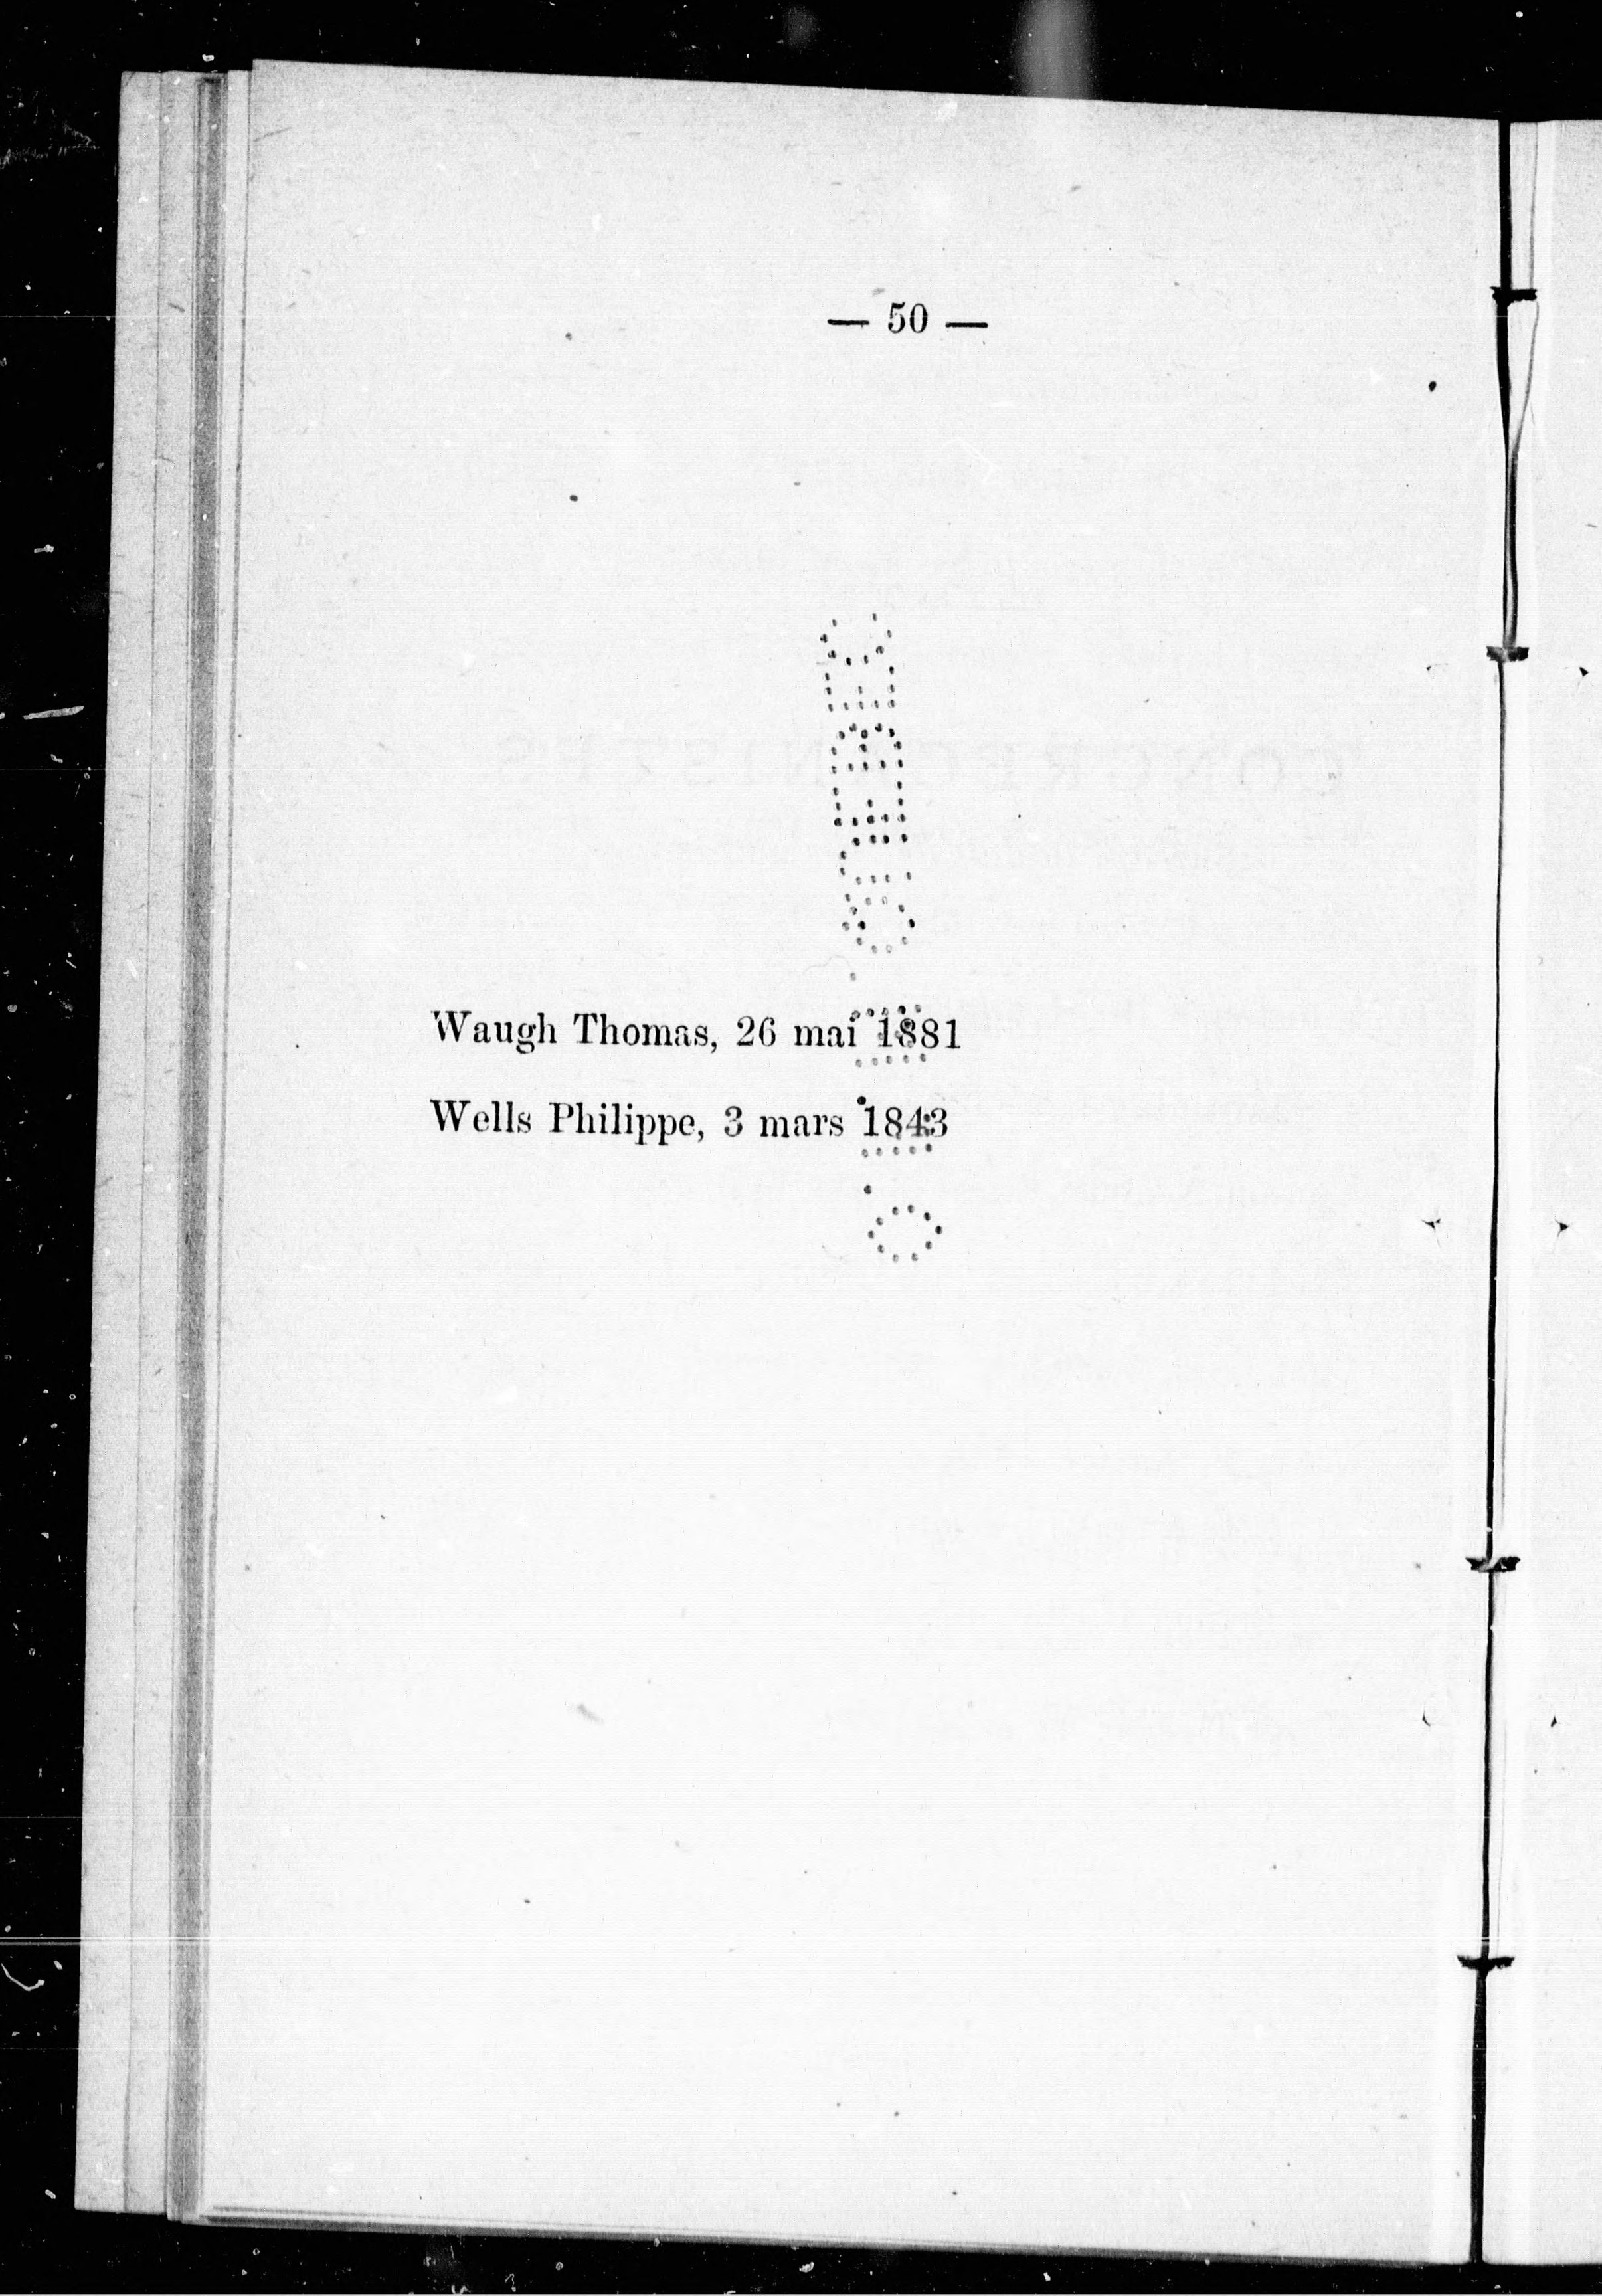 — 50 —
Waugh Thomas, 26 mai 1881
Wells Philippe, 3 mars 1843